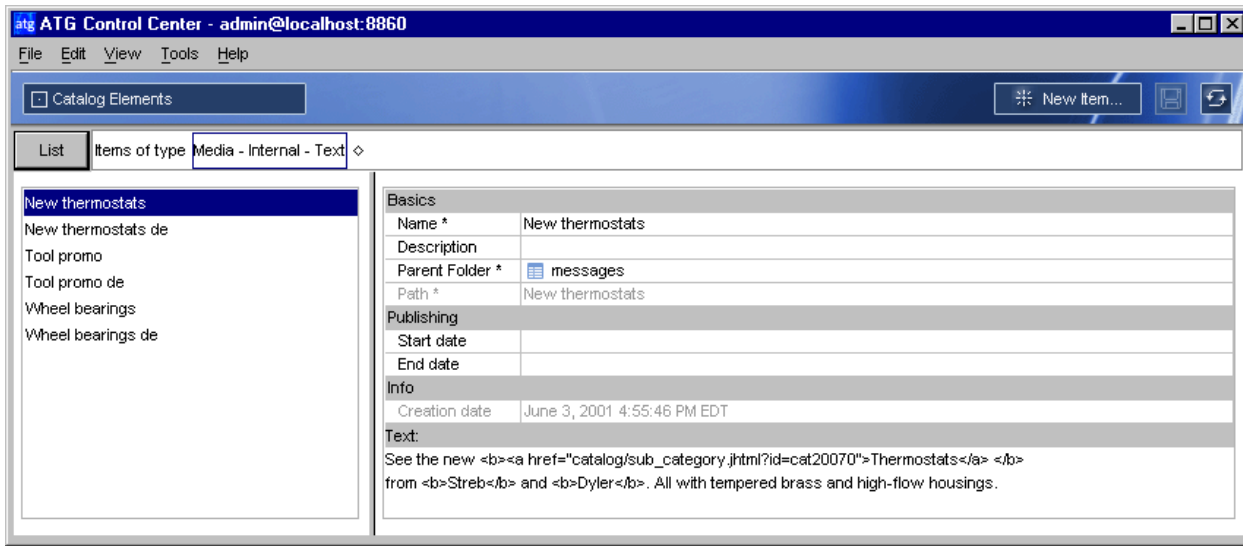 atg ATG Control Center - admin@localhost:8860
File Edit View Tools Help
Catalog Elements
New Item...
List Items of type Media - Internal - Text
New thermostats
New thermostats de
Tool promo
Tool promo de
Wheel bearings
Wheel bearings de
Basics
Name * New thermostats
Description
Parent Folder * messages
Path * New thermostats
Publishing
Start date
End date
Info
Creation date June 3, 2001 4:55:46 PM EDT
Text:
See the new <b><a href="catalog/sub_category.jhtml?id=cat20070">Thermostats</a> </b>
from <b>Streb</b> and <b>Dyler</b>. All with tempered brass and high-flow housings.